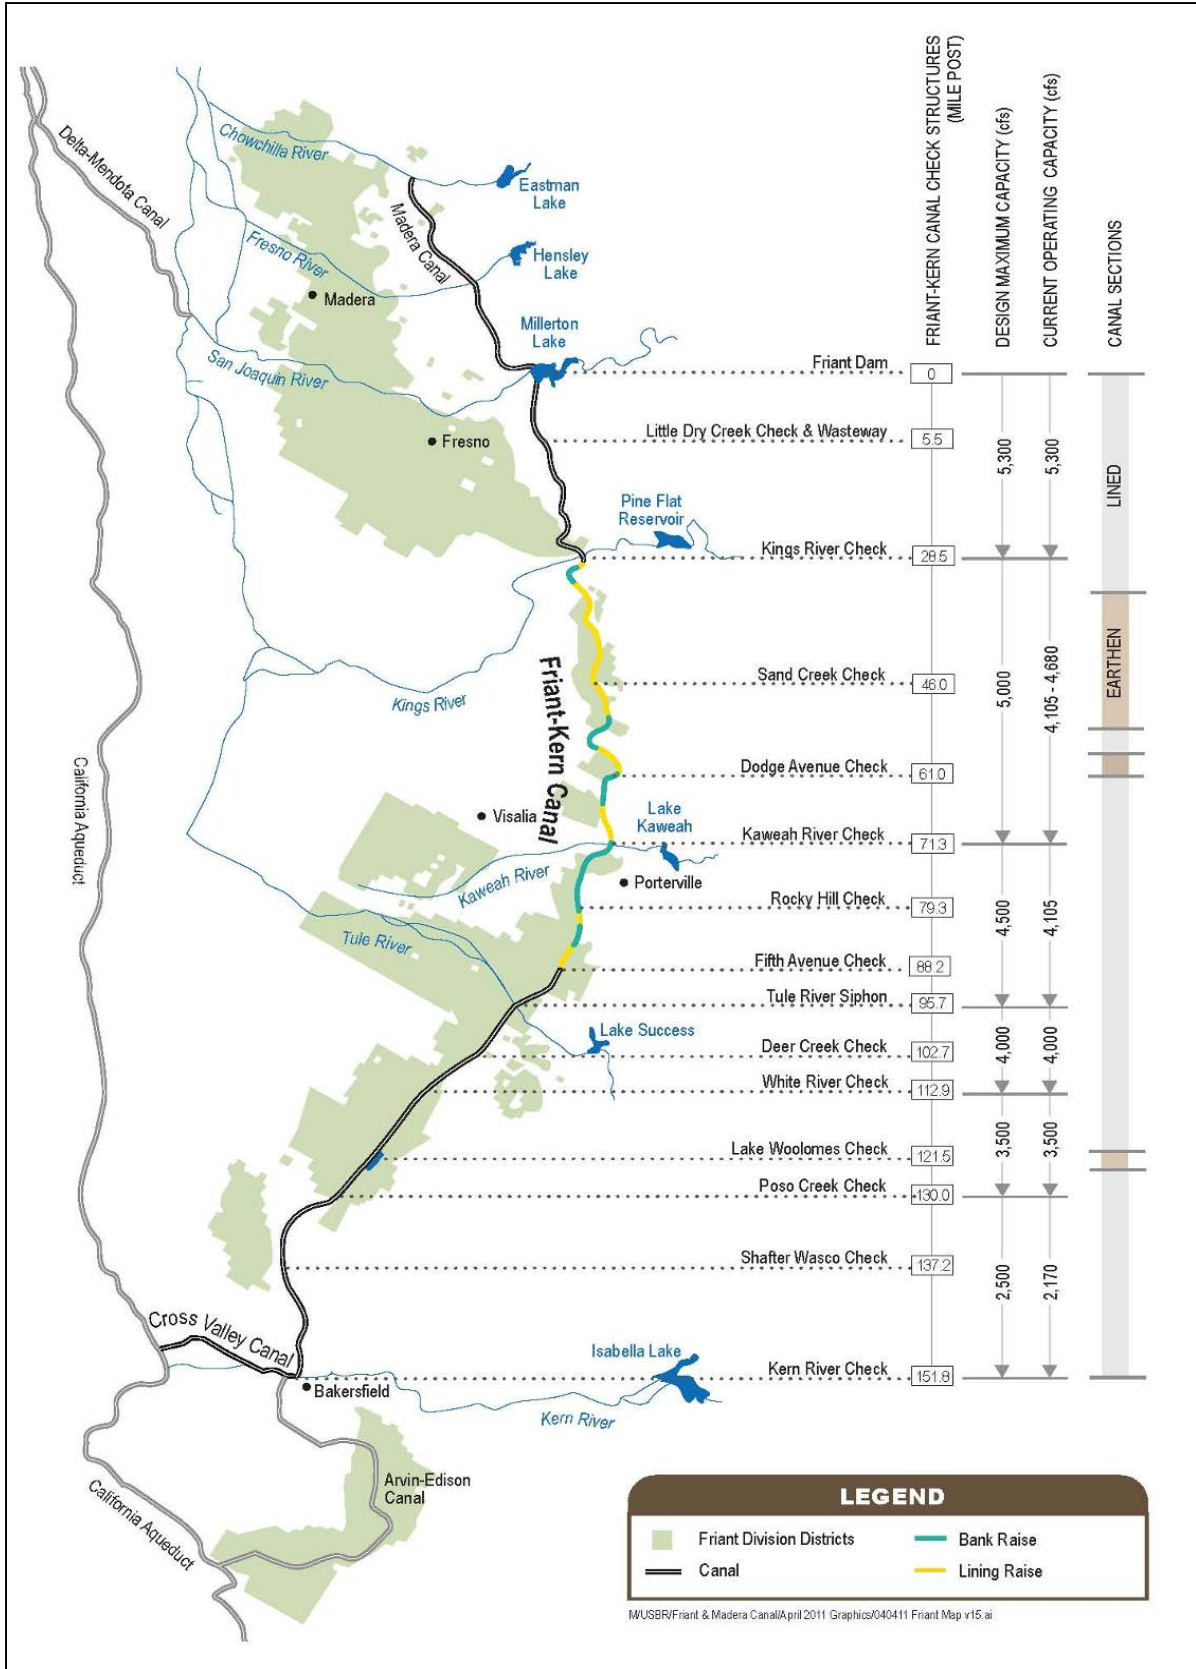 FRIANT-KERN CANAL CHECK STRUCTURES
(MILE POST)
DESIGN MAXIMUM CAPACITY (cfs)
CURRENT OPERATING CAPACITY (cfs)
CANAL SECTIONS
Chowchilla River
Delta-Mendota Canal
Eastman
Lake
Madera Canal
Fresno River
Hensley
Lake
Madera
Millerton
Lake
San Joaquin River
Friant Dam
0
Fresno
Little Dry Creek Check & Wasteway
5.5
5,300
5,300
LINED
Pine Flat
Reservoir
Kings River Check
28.5
Friant-Kern Canal
Kings River
Sand Creek Check
46.0
5,000
4,105 - 4,680
EARTHEN
California Aqueduct
Dodge Avenue Check
61.0
Visalia
Lake
Kaweah
Kaweah River Check
71.3
Kaweah River
Porterville
Rocky Hill Check
79.3
4,500
4,105
Tule River
Fifth Avenue Check
88.2
Tule River Siphon
95.7
Lake Success
Deer Creek Check
102.7
4,000
4,000
White River Check
112.9
3,500
3,500
Lake Woolomes Check
121.5
Poso Creek Check
130.0
Shafter Wasco Check
137.2
2,500
2,170
Cross Valley Canal
Isabella Lake
Kern River Check
151.8
Bakersfield
Kern River
Arvin-Edison
Canal
California Aqueduct
LEGEND
Friant Division Districts
Bank Raise
Canal
Lining Raise
M/USBR/Friant & Madera Canal/April 2011 Graphics/040411 Friant Map v15.ai